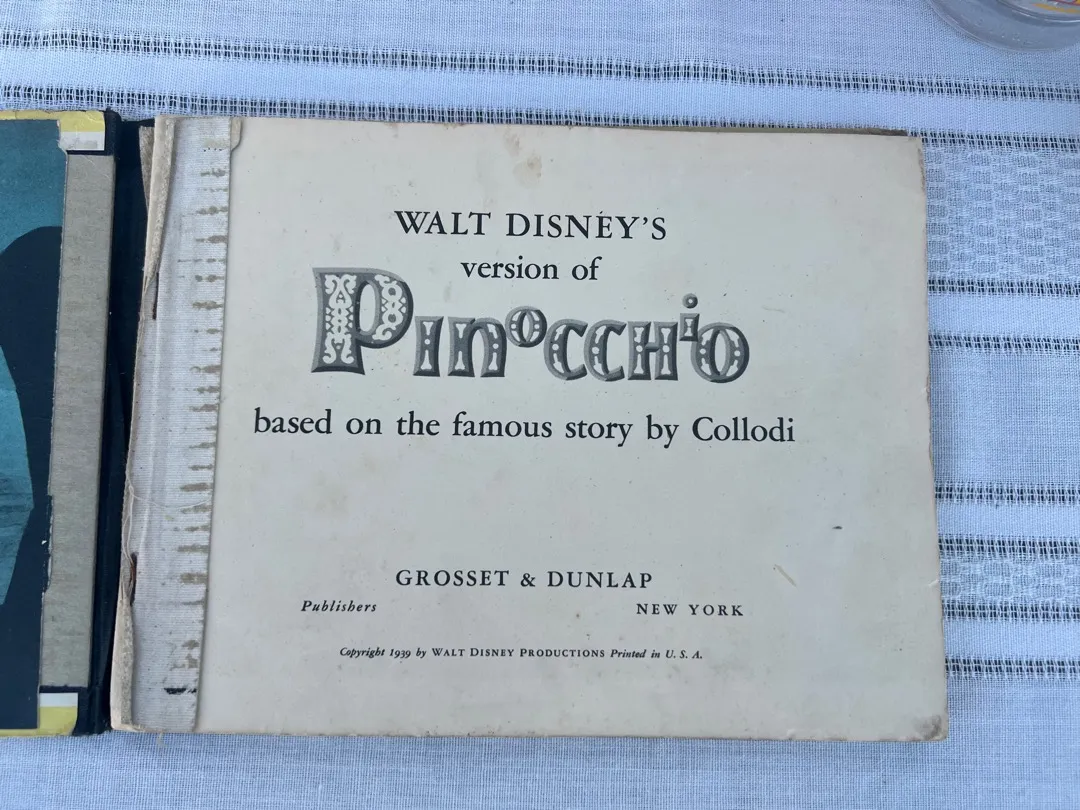 WALT DISNEY'S
version of
PINOCCHIO
based on the famous story by Collodi
GROSSET & DUNLAP
Publishers NEW YORK
Copyright 1939 by WALT DISNEY PRODUCTIONS Printed in U. S. A.